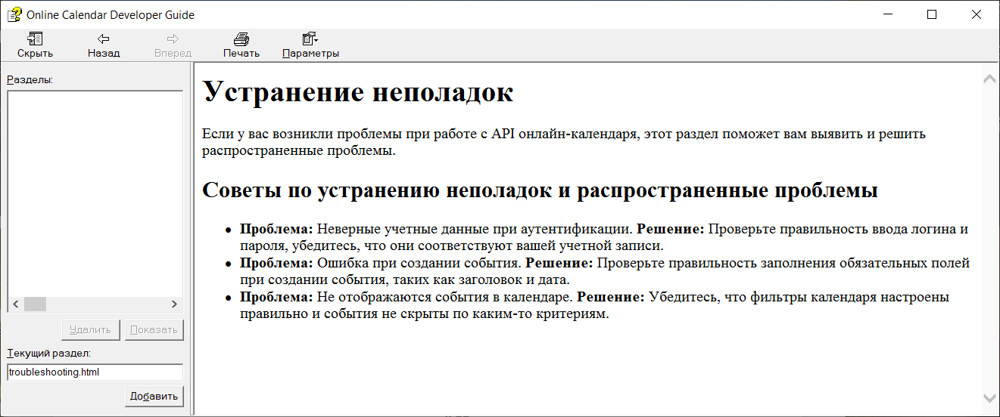 Online Calendar Developer Guide
Скрыть Назад Вперед Печать Параметры
Разделы:
Удалить Показать
Текущий раздел:
troubleshooting.html
Добавить
Устранение неполадок
Если у вас возникли проблемы при работе с API онлайн-календаря, этот раздел поможет вам выявить и решить
распространенные проблемы.
Советы по устранению неполадок и распространенные проблемы
• Проблема: Неверные учетные данные при аутентификации. Решение: Проверьте правильность ввода логина и
пароля, убедитесь, что они соответствуют вашей учетной записи.
• Проблема: Ошибка при создании события. Решение: Проверьте правильность заполнения обязательных полей
при создании события, таких как заголовок и дата.
• Проблема: Не отображаются события в календаре. Решение: Убедитесь, что фильтры календаря настроены
правильно и события не скрыты по каким-то критериям.